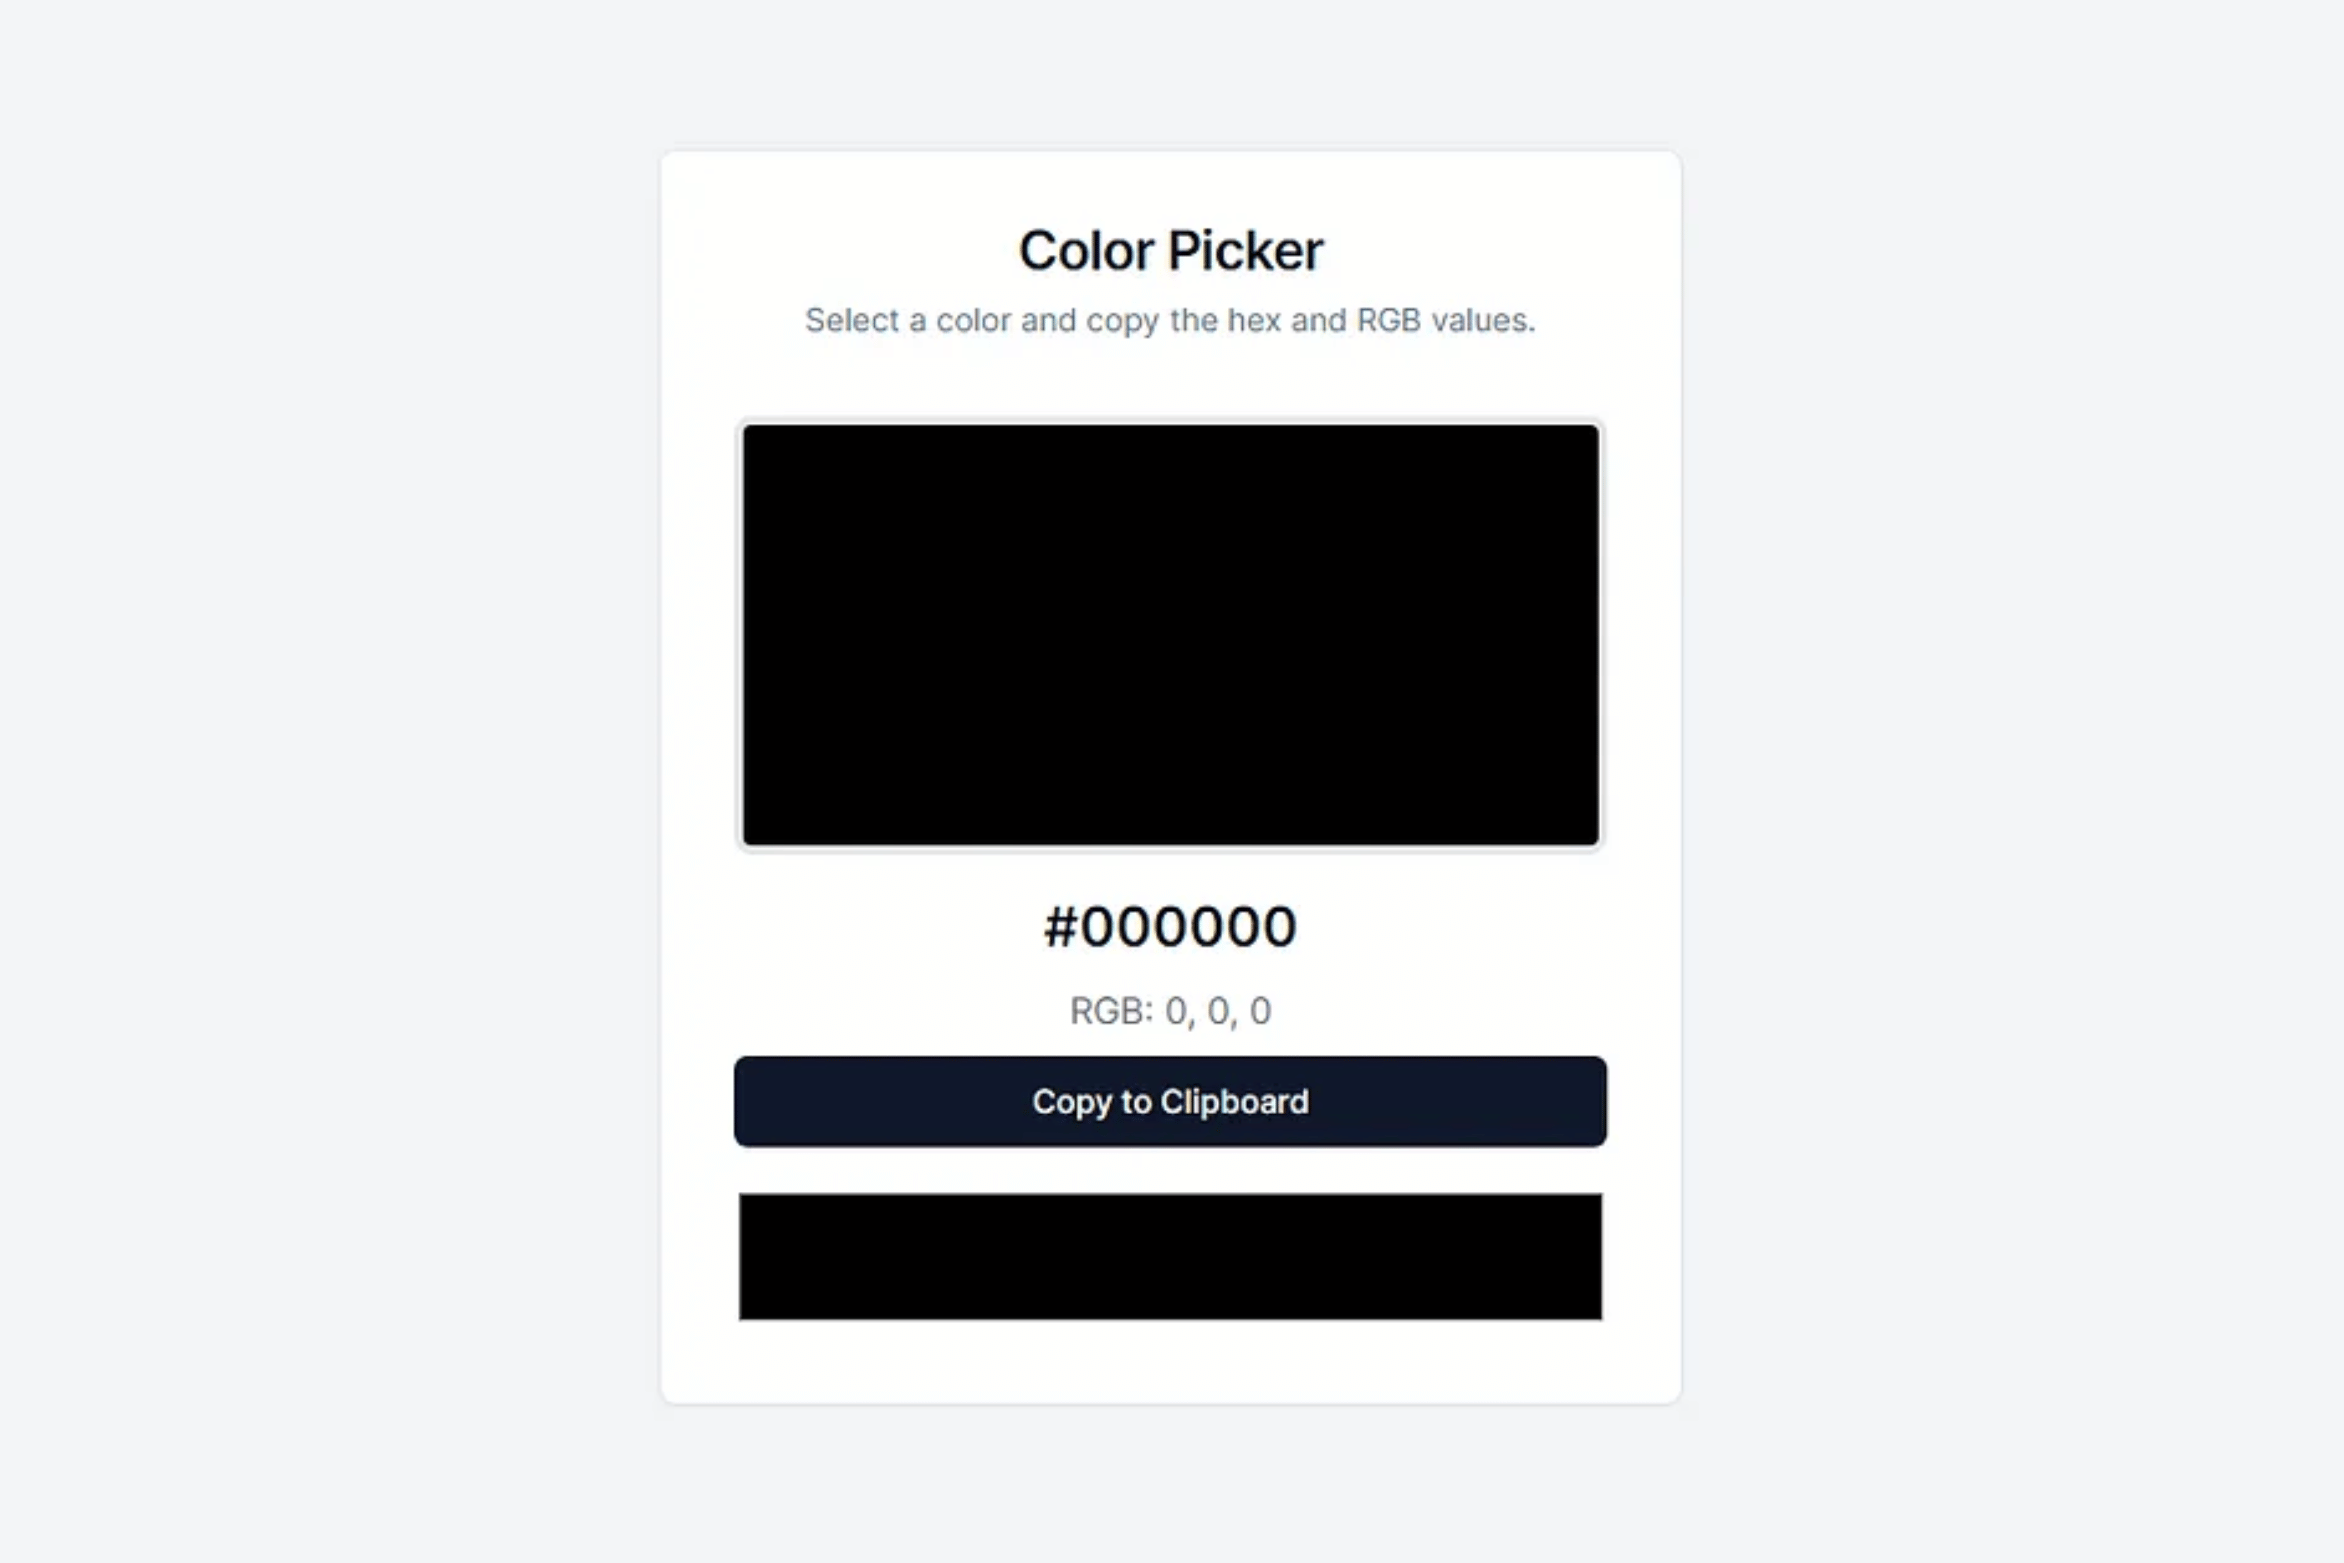 Color Picker
Select a color and copy the hex and RGB values.
#000000
RGB: 0, 0, 0
Copy to Clipboard